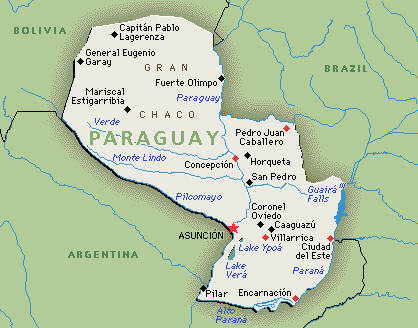 BOLIVIA
Capitán Pablo
Lagerenza
General Eugenio
Garay
GRAN
BRAZIL
Fuerte Olimpo
Mariscal
Estigarribia
Paraguay
CHACO
Verde
PARAGUAY
Pedro Juan
Caballero
Monte Lindo
Horqueta
Concepción
San Pedro
Pilcomayo
Guairá
Falls
Coronel
Oviedo
Caaguazú
ASUNCIÓN
Villarrica
Lake Ypoá
Ciudad
del Este
ARGENTINA
Lake
Verá
Paraná
Pilar
Encarnación
Alto
Paraná